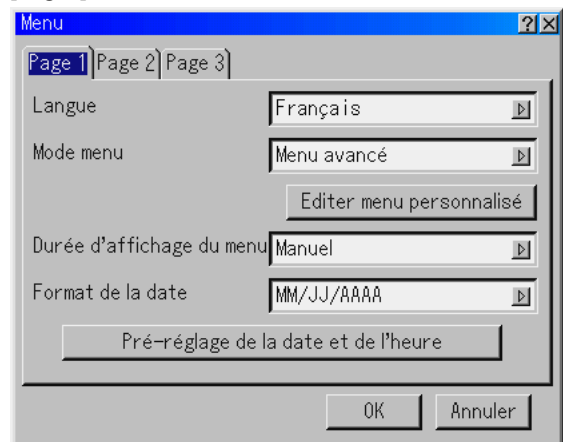 Menu
Page 1 Page 2 Page 3
Langue Français
Mode menu Menu avancé
Editer menu personnalisé
Durée d'affichage du menu Manuel
Format de la date MM/JJ/AAAA
Pré-réglage de la date et de l'heure
OK Annuler